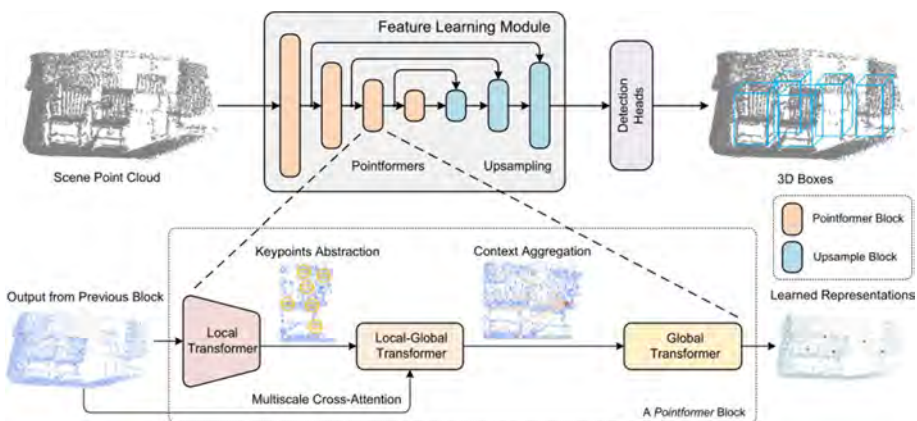 Feature Learning Module
Scene Point Cloud
Pointformers
Upsampling
Detection
Heads
3D Boxes
Pointformer Block
Upsample Block
Output from Previous Block
Keypoints Abstraction
Context Aggregation
Learned Representations
Local
Transformer
Local-Global
Transformer
Global
Transformer
Multiscale Cross-Attention
A Pointformer Block